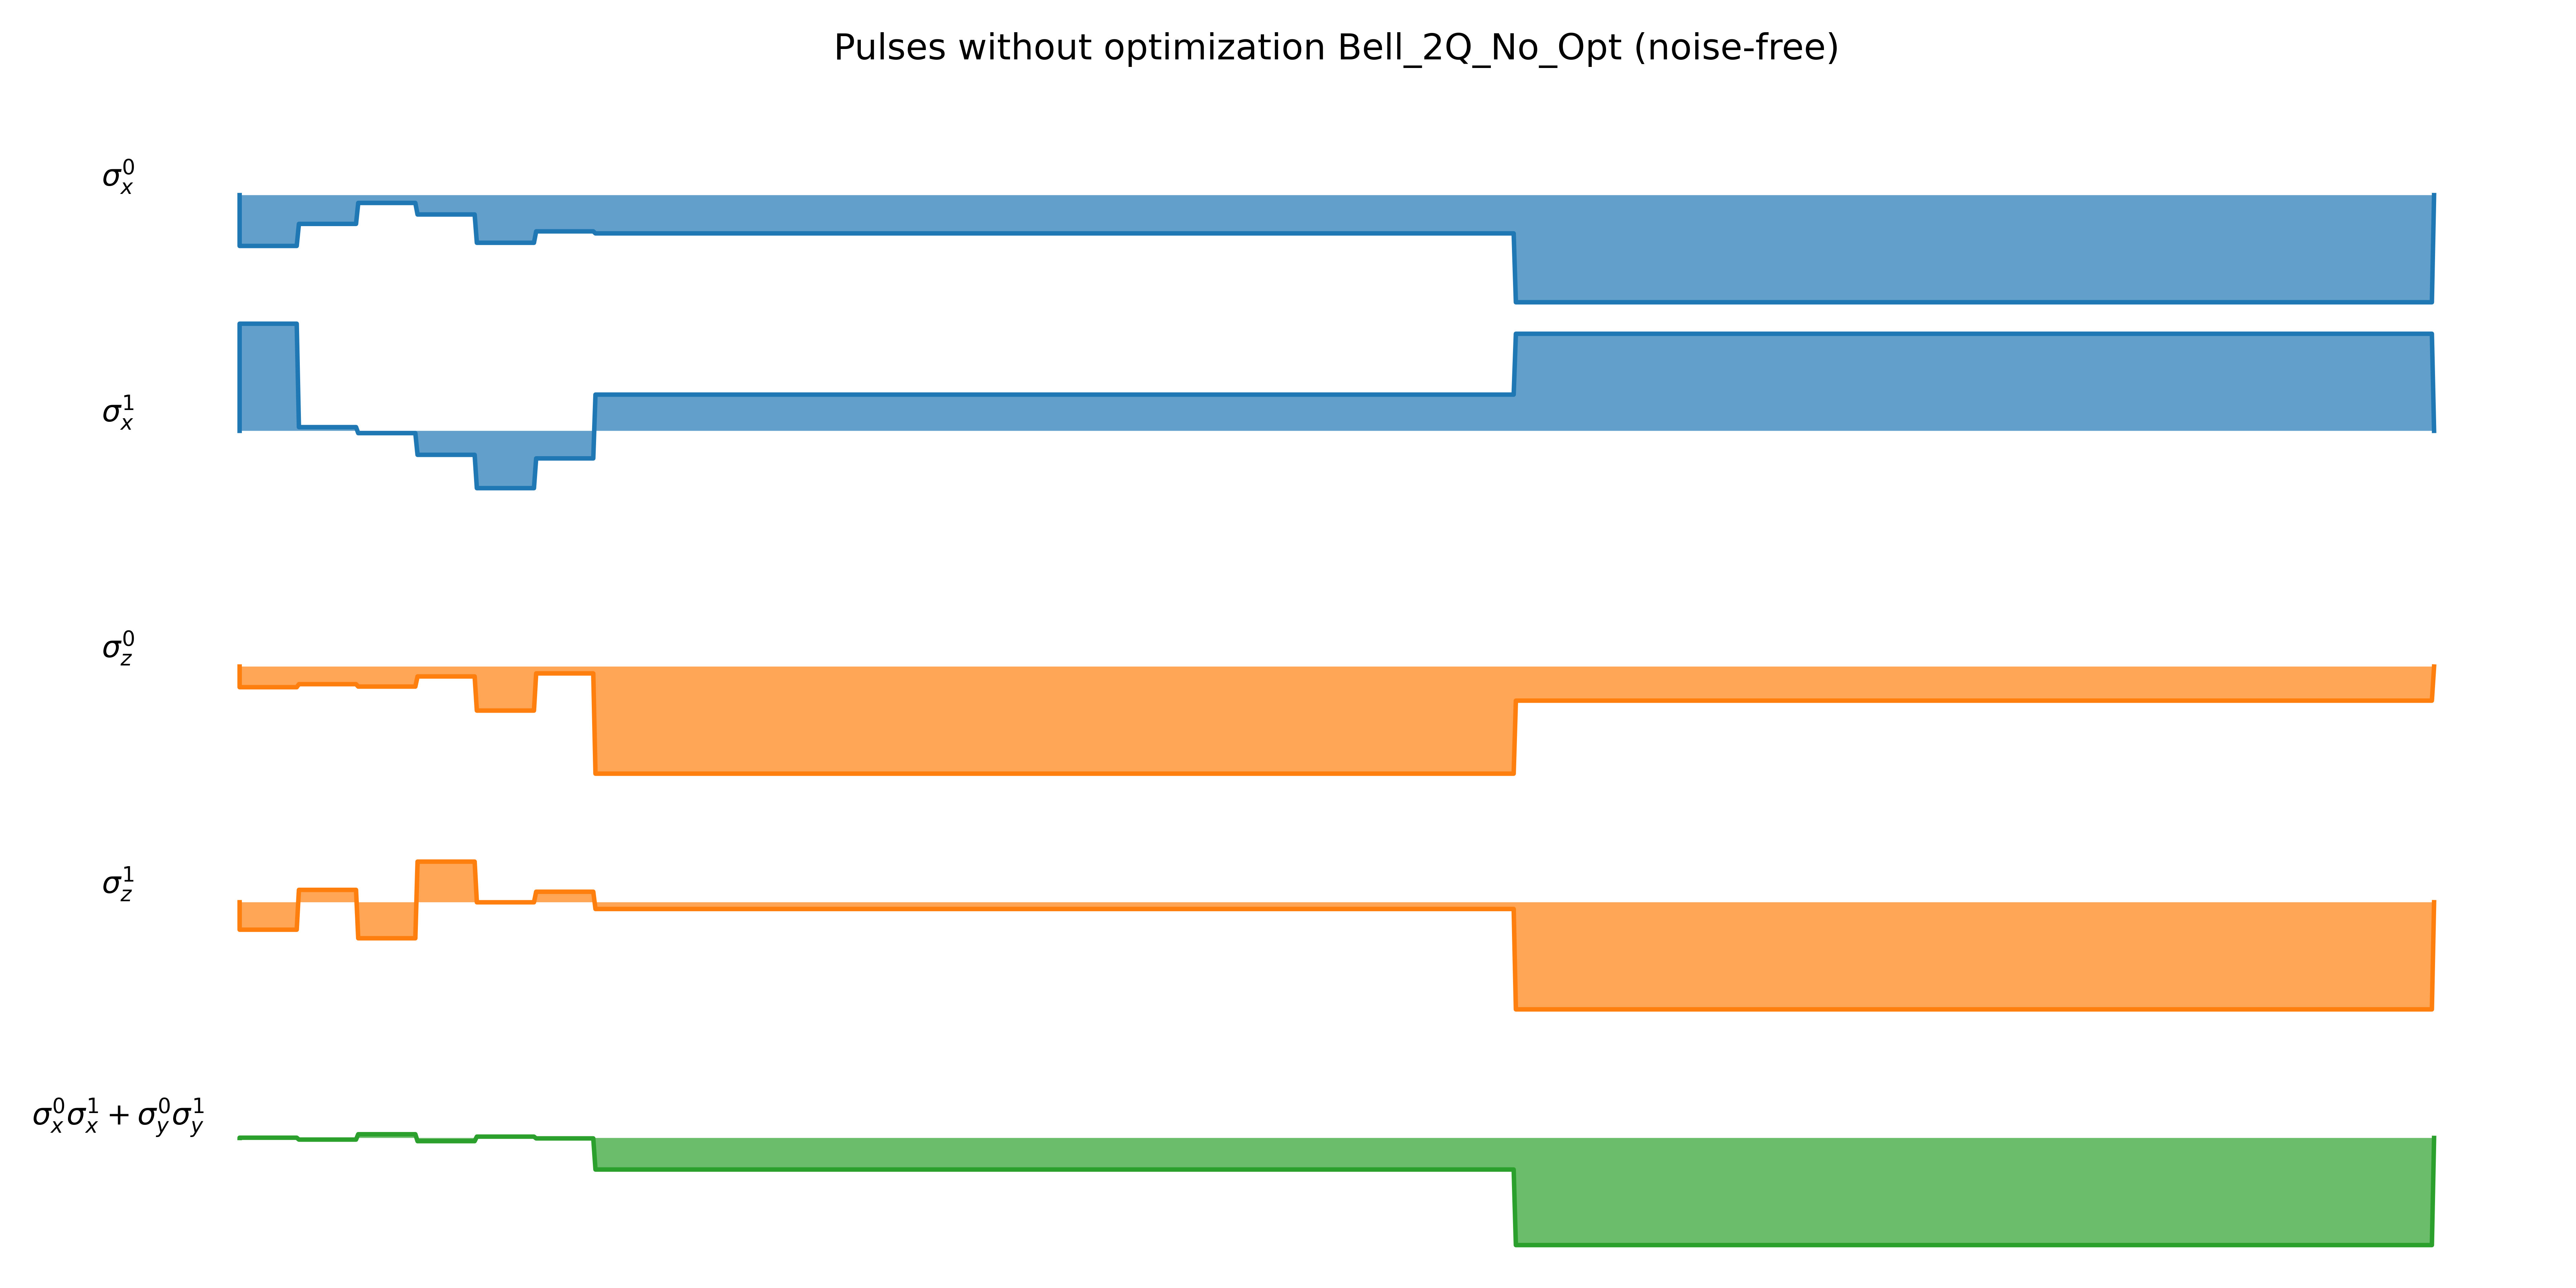 Pulses without optimization Bell_2Q_No_Opt (noise-free)
σ_x^0
σ_x^1
σ_z^0
σ_z^1
σ_x^0σ_x^1 + σ_y^0σ_y^1